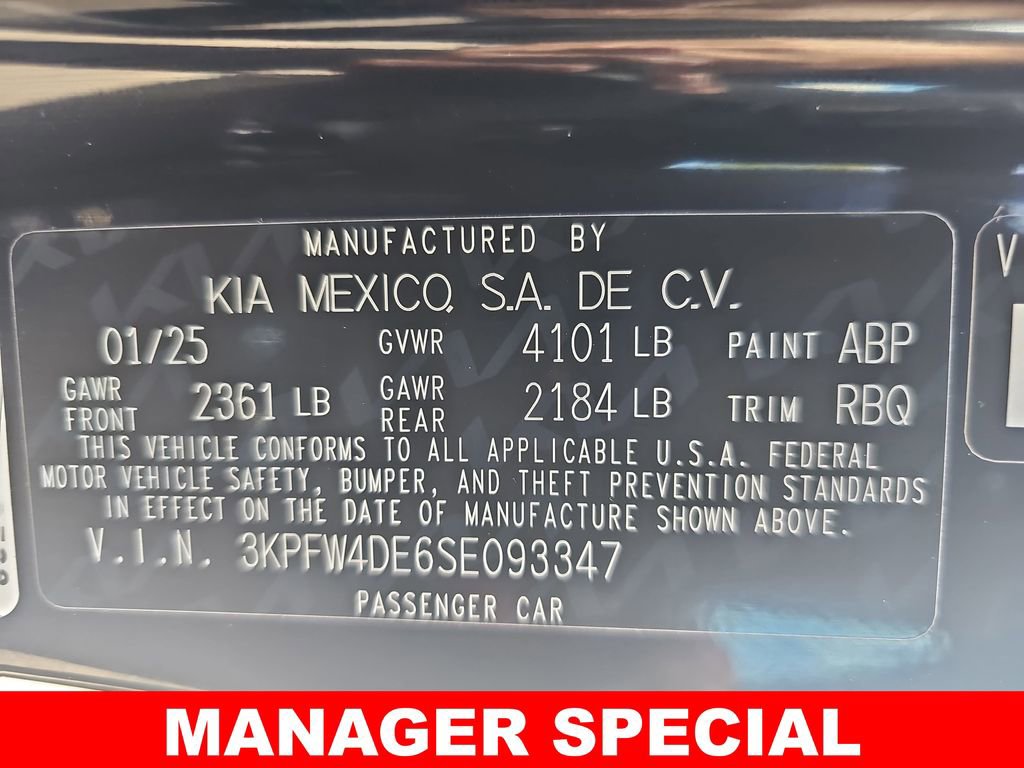 MANUFACTURED BY
KIA MEXICO, S.A. DE C.V.
01/25 GVWR 4101 LB PAINT ABP
GAWR FRONT 2361 LB GAWR REAR 2184 LB TRIM RBQ
THIS VEHICLE CONFORMS TO ALL APPLICABLE U.S.A. FEDERAL
MOTOR VEHICLE SAFETY, BUMPER, AND THEFT PREVENTION STANDARDS
IN EFFECT ON THE DATE OF MANUFACTURE SHOWN ABOVE.
V.I.N. 3KPFW4DE6SE093347
PASSENGER CAR
V
MANAGER SPECIAL